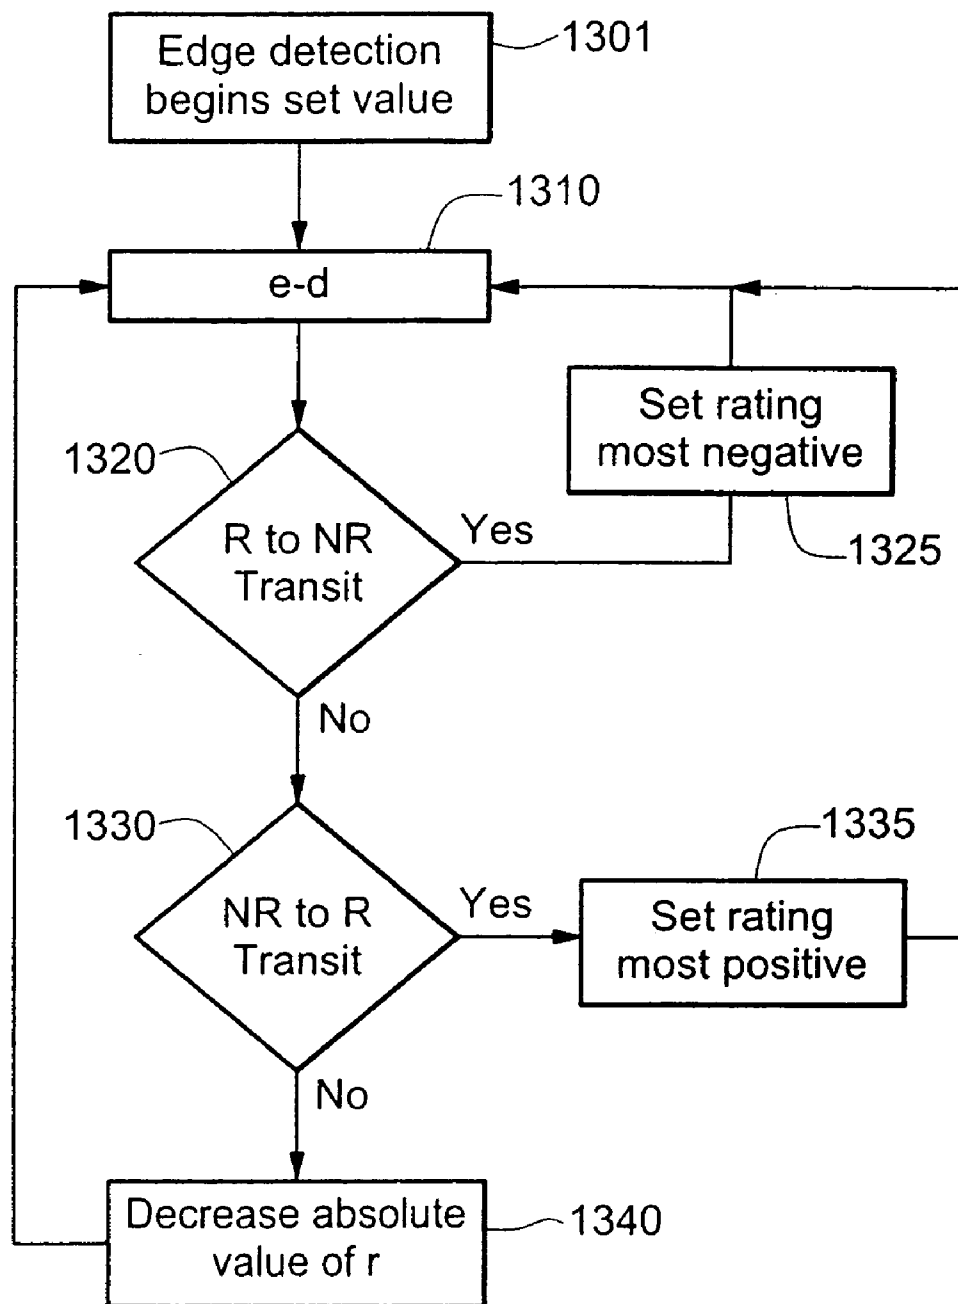 Edge detection
begins set value
1301
1310
e-d
Set rating
most negative
1325
1320
R to NR
Transit
Yes
No
1330
NR to R
Transit
Yes
1335
Set rating
most positive
No
Decrease absolute
value of r
1340